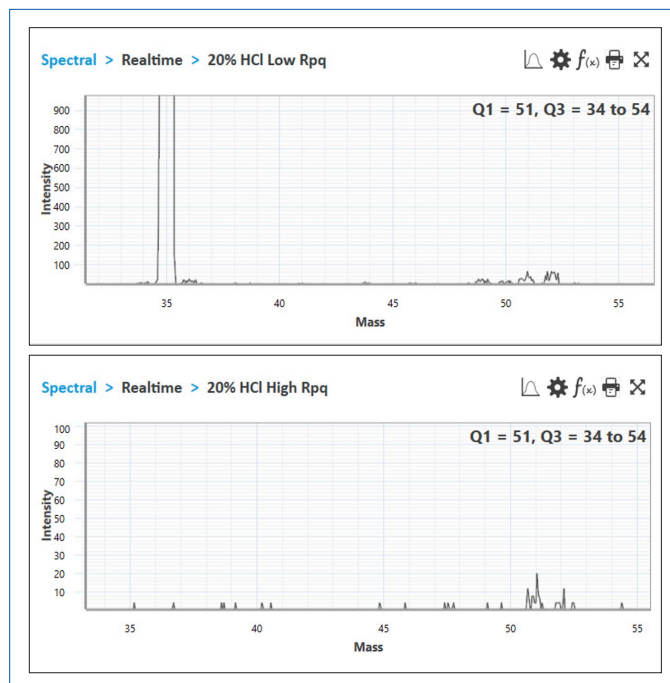 Spectral > Realtime > 20% HCl Low Rpq
f(x)
Q1 = 51, Q3 = 34 to 54
900
800
700
600
500
400
300
200
100
Intensity
35 40 45 50 55
Mass
Spectral > Realtime > 20% HCl High Rpq
f(x)
Q1 = 51, Q3 = 34 to 54
100
90
80
70
60
50
40
30
20
10
Intensity
35 40 45 50 55
Mass